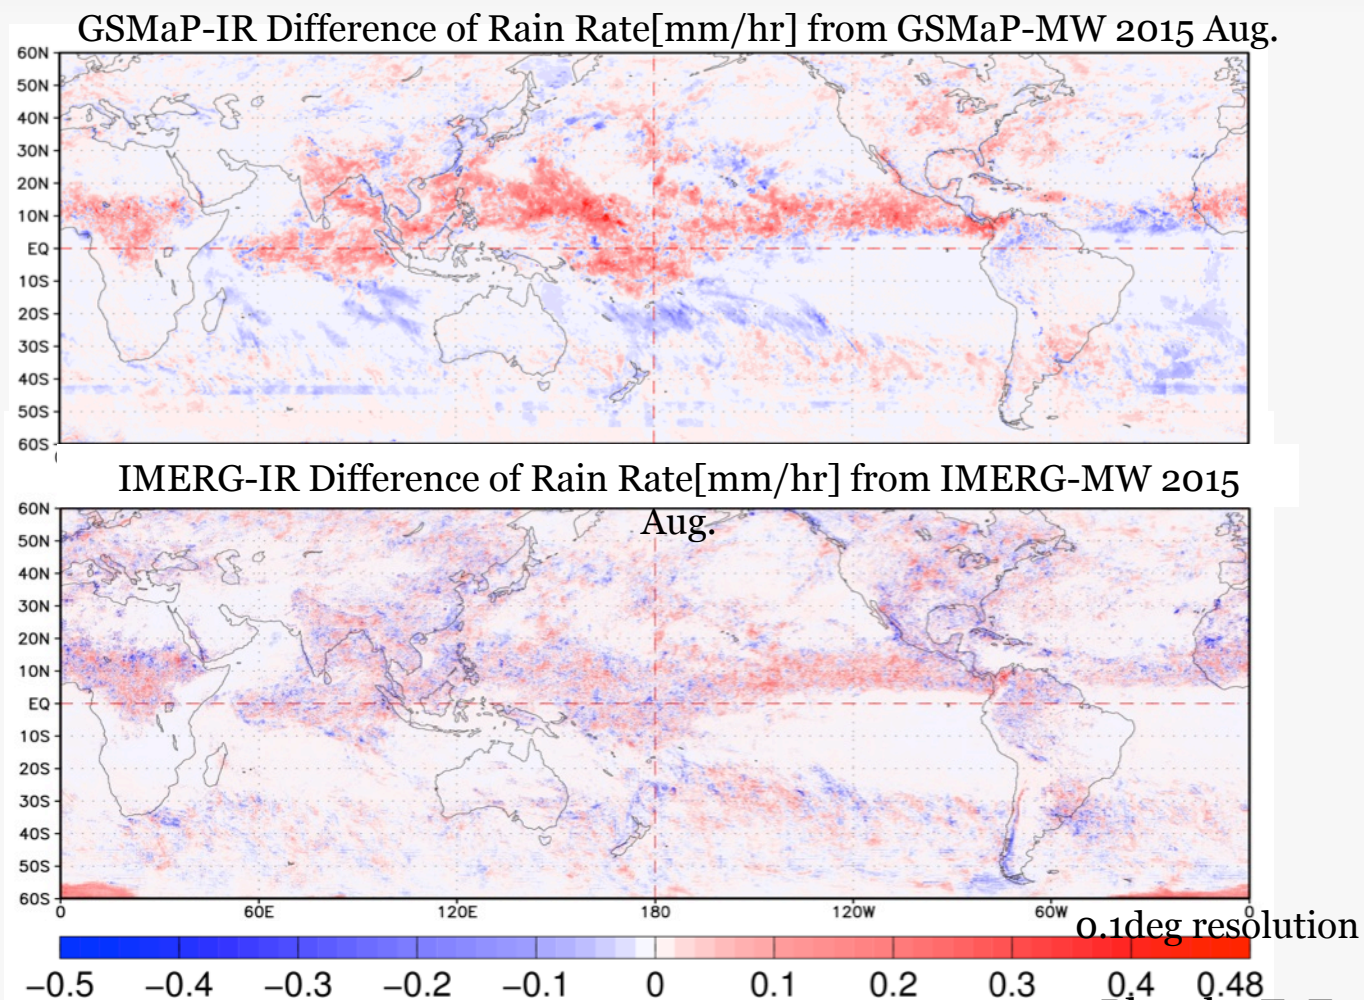 GSMaP-IR Difference of Rain Rate[mm/hr] from GSMaP-MW 2015 Aug.
60N
50N
40N
30N
20N
10N
EQ
10S
20S
30S
40S
50S
60S
IMERG-IR Difference of Rain Rate[mm/hr] from IMERG-MW 2015
Aug.
60N
50N
40N
30N
20N
10N
EQ
10S
20S
30S
40S
50S
60S
0 60E 120E 180 120W 60W 0
0.1deg resolution
−0.5 −0.4 −0.3 −0.2 −0.1 0 0.1 0.2 0.3 0.4 0.48